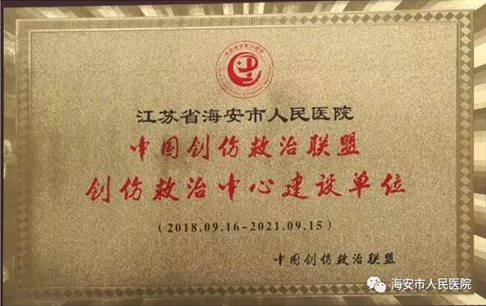 江苏省海安市人民医院
中国创伤救治联盟
创伤救治中心建设单位
(2018.09.16-2021.09.15)
中国创伤救治联盟
海安市人民医院